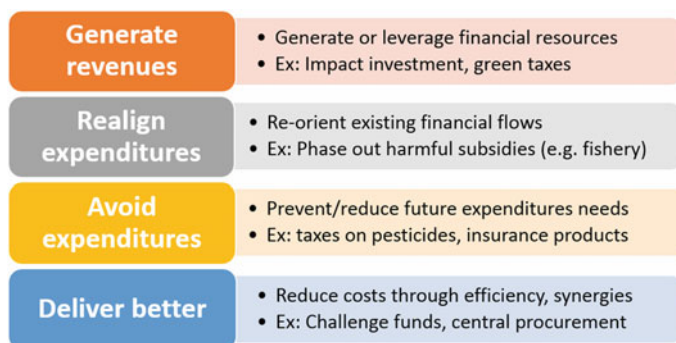 Generate
revenues
• Generate or leverage financial resources
• Ex: Impact investment, green taxes
Realign
expenditures
• Re-orient existing financial flows
• Ex: Phase out harmful subsidies (e.g. fishery)
Avoid
expenditures
• Prevent/reduce future expenditures needs
• Ex: taxes on pesticides, insurance products
Deliver better
• Reduce costs through efficiency, synergies
• Ex: Challenge funds, central procurement